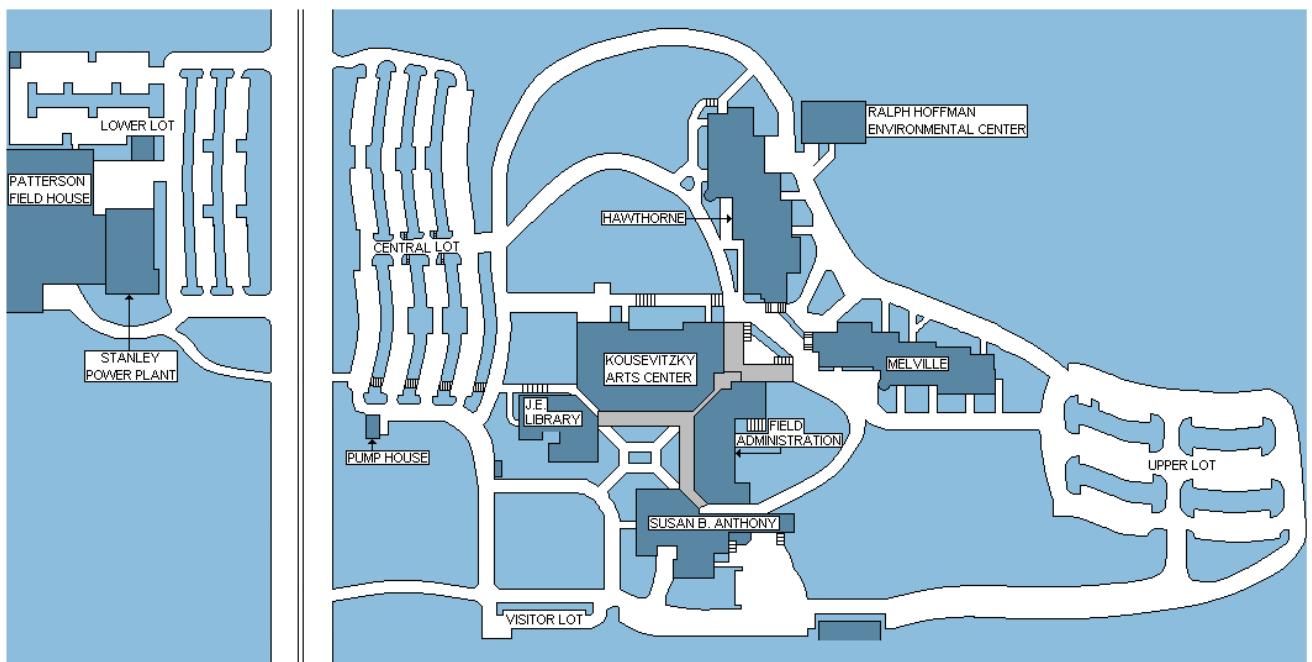 LOWER LOT
PATTERSON
FIELD HOUSE
STANLEY
POWER PLANT
CENTRAL LOT
HAWTHORNE
RALPH HOFFMAN
ENVIRONMENTAL CENTER
KOUSEVITZKY
ARTS CENTER
MELVILLE
J.E.
LIBRARY
FIELD
ADMINISTRATION
PUMP HOUSE
UPPER LOT
SUSAN B. ANTHONY
VISITOR LOT